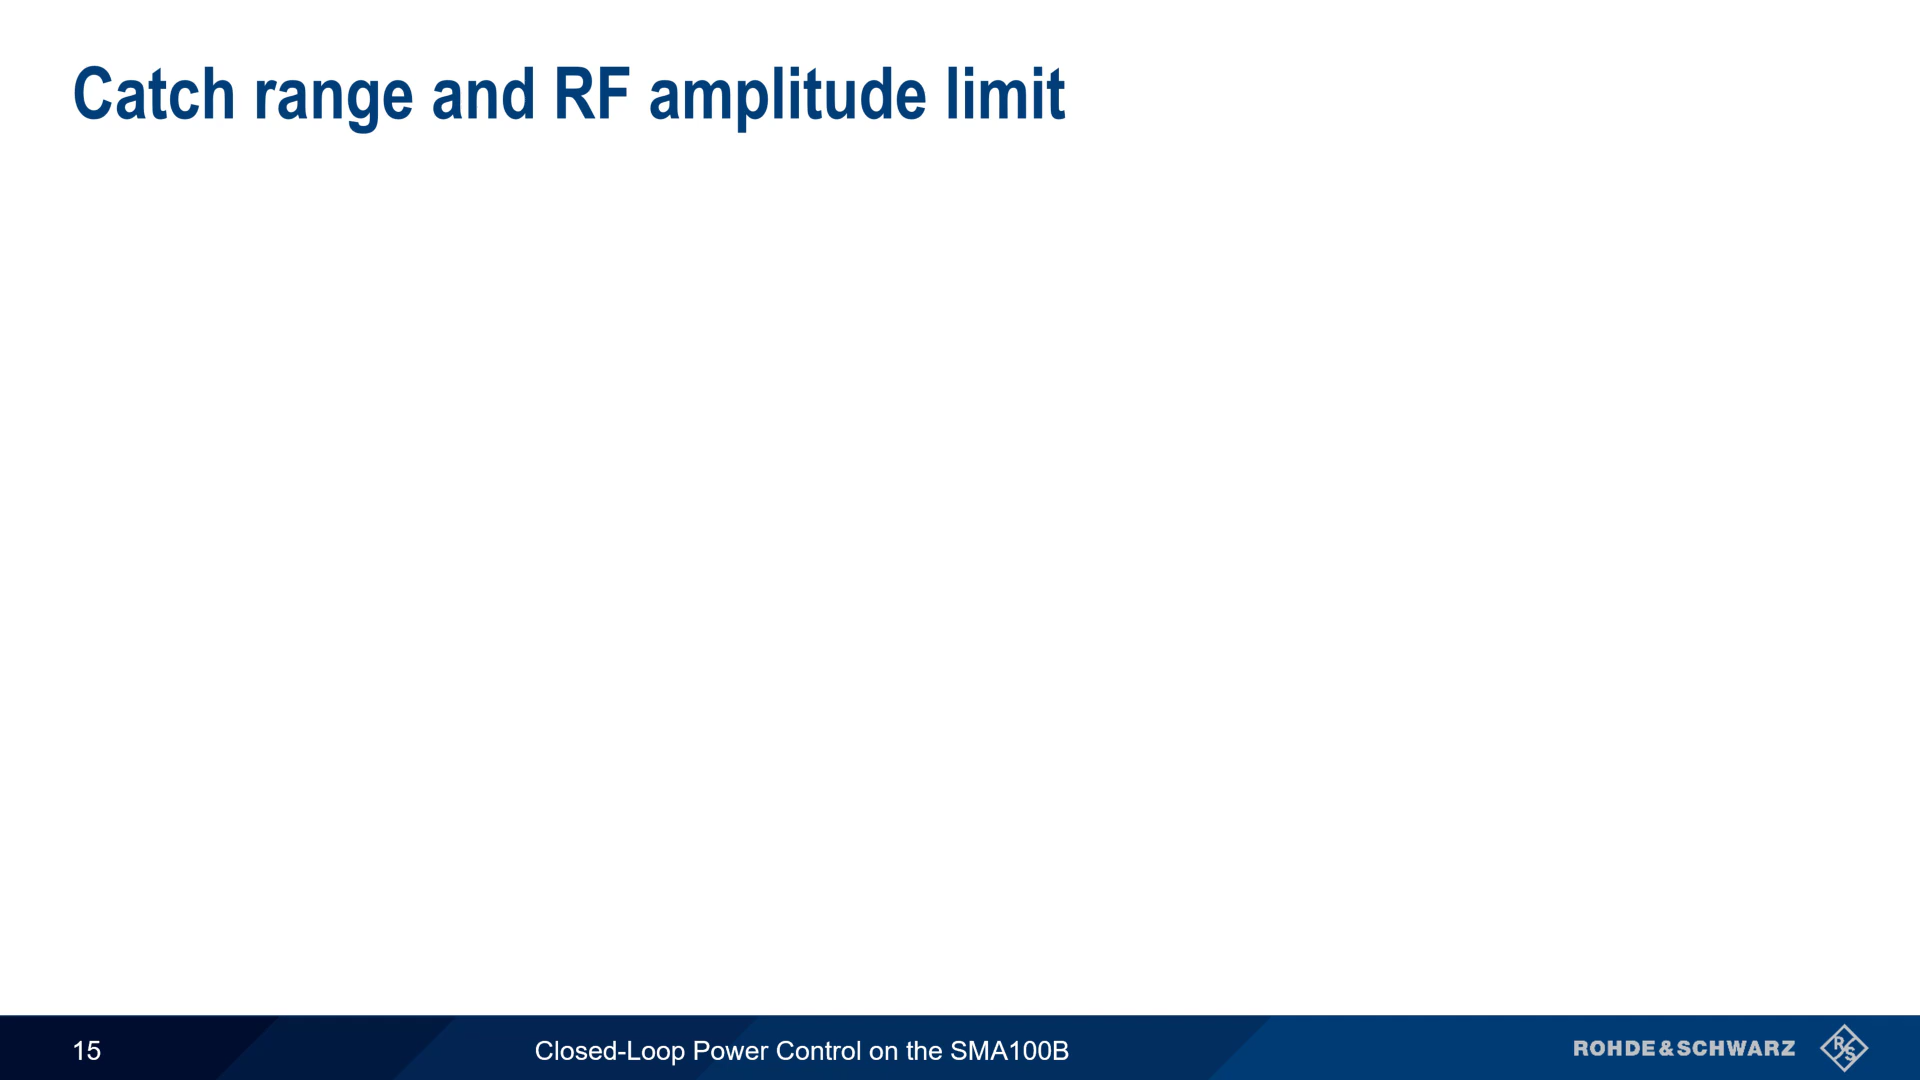 Catch range and RF amplitude limit
15
Closed-Loop Power Control on the SMA100B
ROHDE&SCHWARZ
R
S